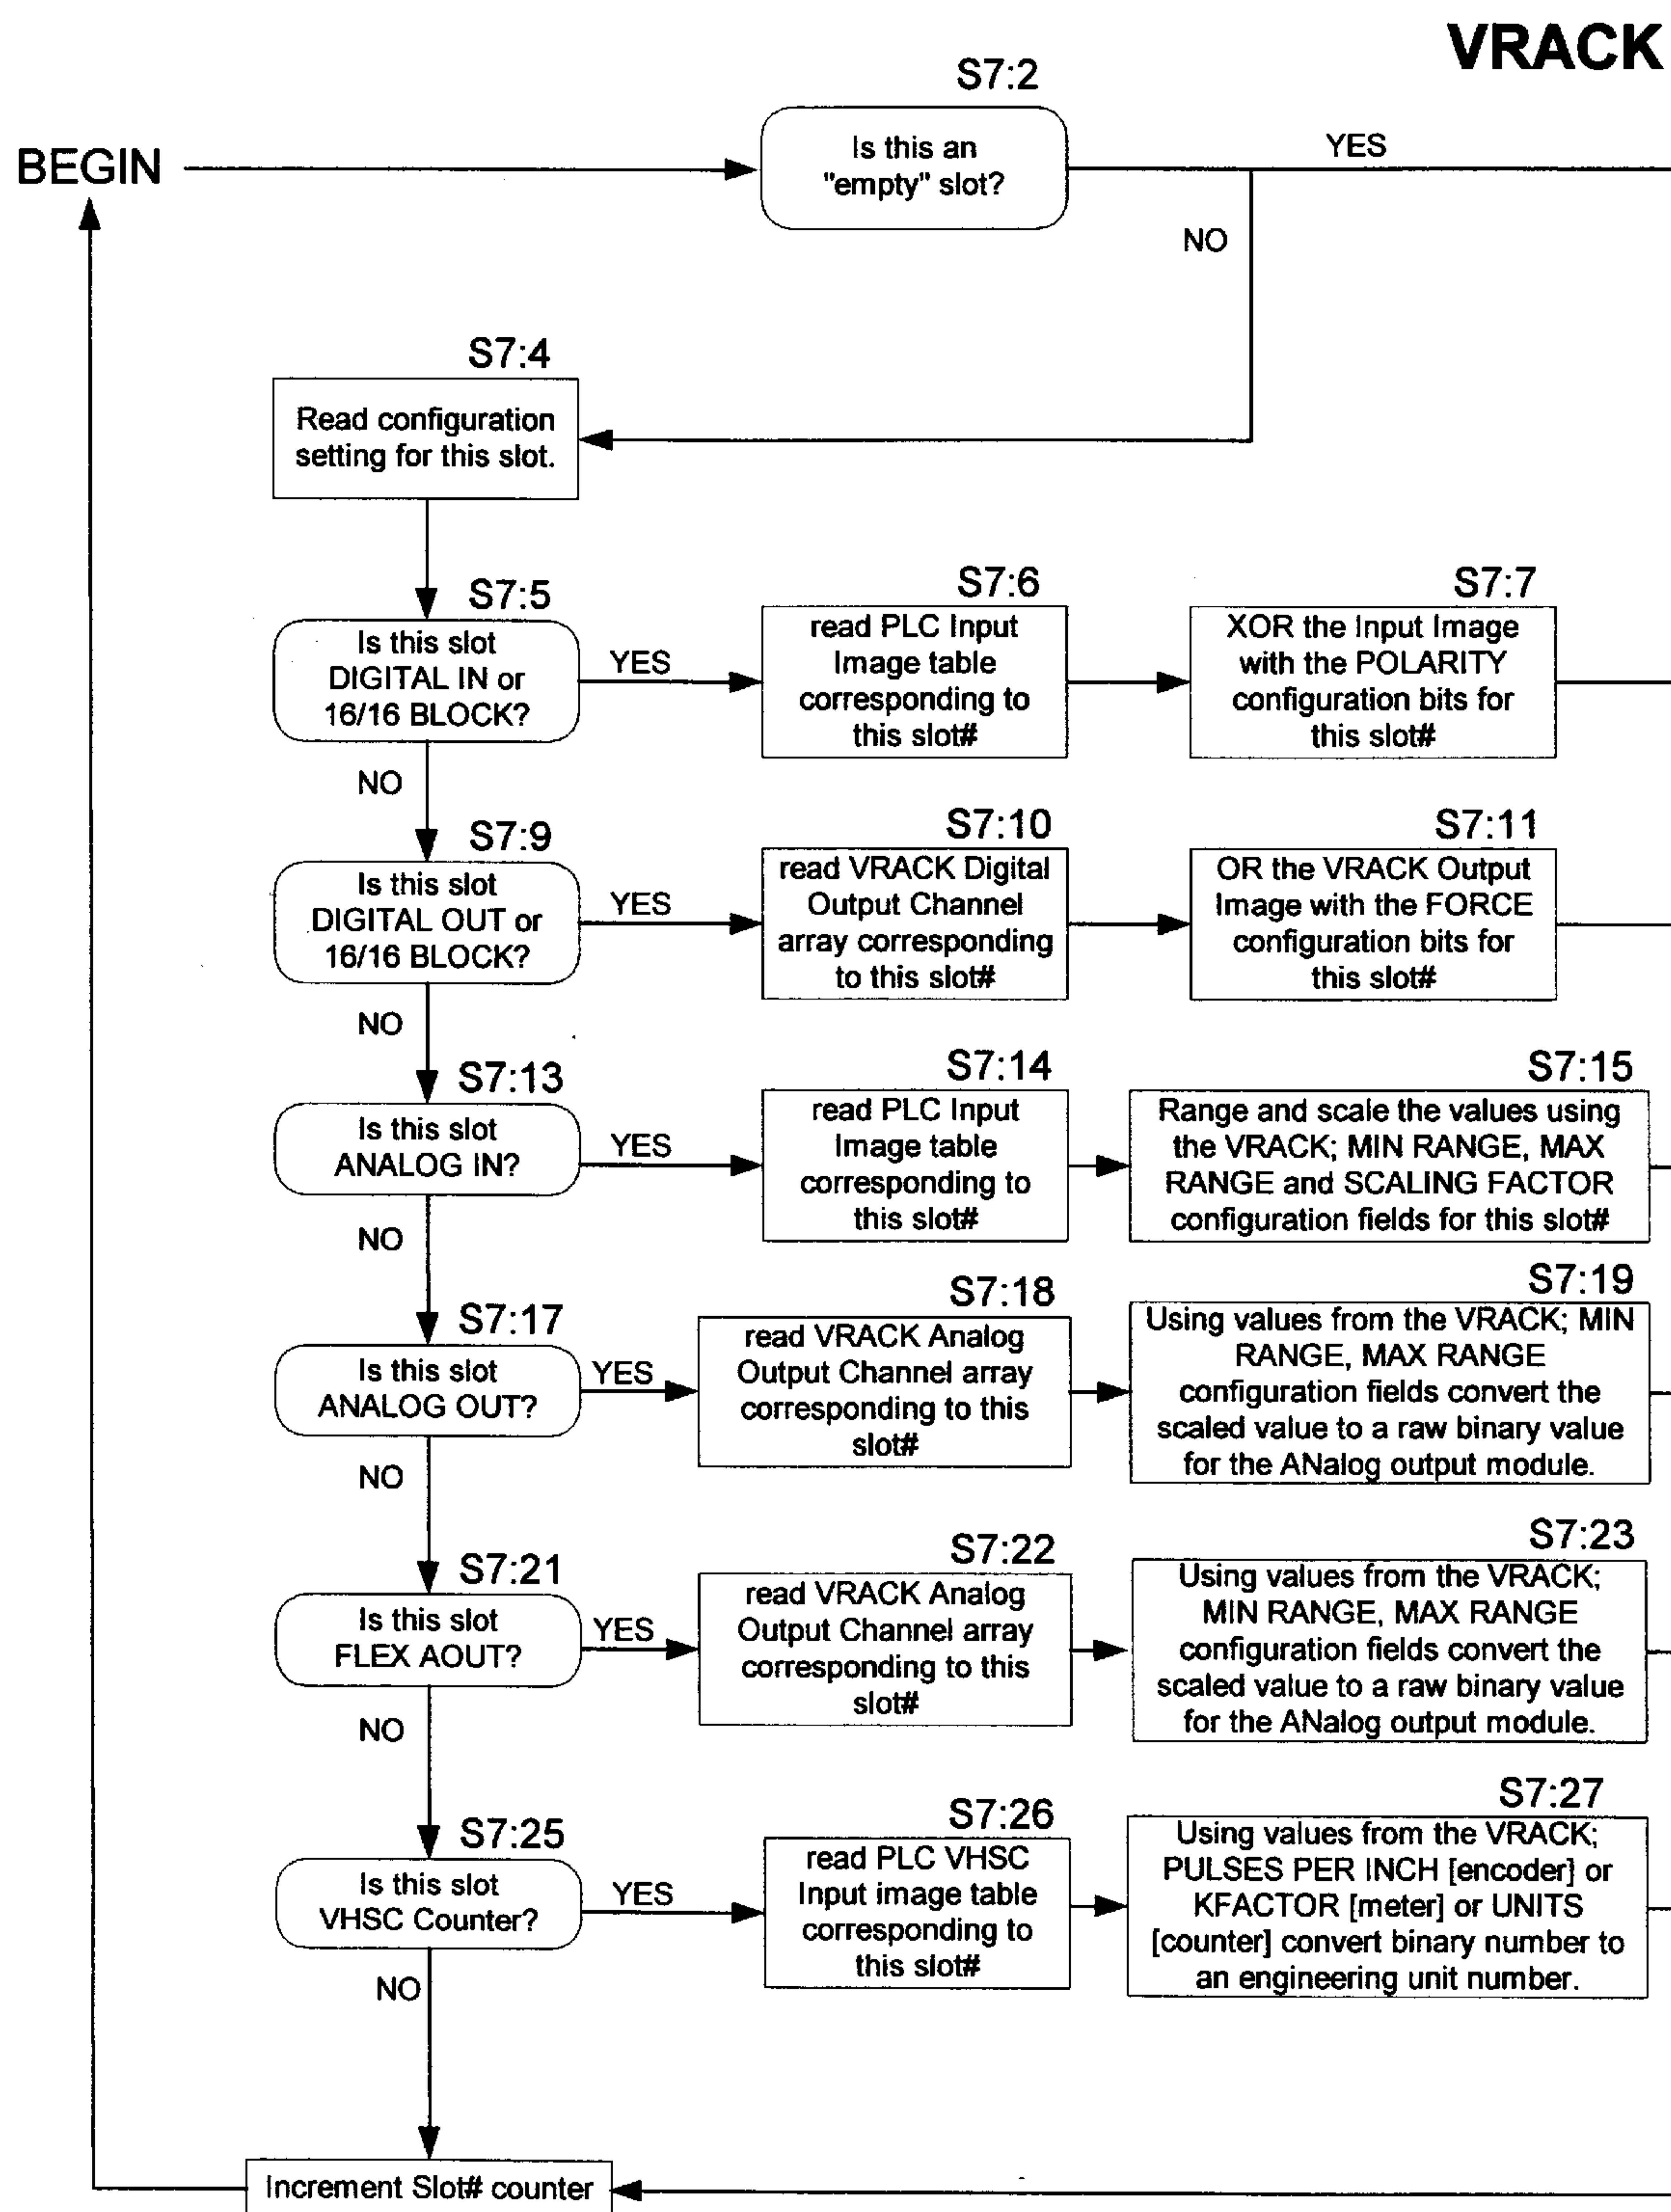 VRACK
S7:2
BEGIN
Is this an
"empty" slot?
YES
NO
S7:4
Read configuration
setting for this slot.
S7:5
Is this slot
DIGITAL IN or
16/16 BLOCK?
YES
NO
S7:6
read PLC Input
Image table
corresponding to
this slot#
S7:7
XOR the Input Image
with the POLARITY
configuration bits for
this slot#
S7:9
Is this slot
DIGITAL OUT or
16/16 BLOCK?
YES
NO
S7:10
read VRACK Digital
Output Channel
array corresponding
to this slot#
S7:11
OR the VRACK Output
Image with the FORCE
configuration bits for
this slot#
S7:13
Is this slot
ANALOG IN?
YES
NO
S7:14
read PLC Input
Image table
corresponding to
this slot#
S7:15
Range and scale the values using
the VRACK; MIN RANGE, MAX
RANGE and SCALING FACTOR
configuration fields for this slot#
S7:17
Is this slot
ANALOG OUT?
YES
NO
S7:18
read VRACK Analog
Output Channel array
corresponding to this
slot#
S7:19
Using values from the VRACK; MIN
RANGE, MAX RANGE
configuration fields convert the
scaled value to a raw binary value
for the ANalog output module.
S7:21
Is this slot
FLEX AOUT?
YES
NO
S7:22
read VRACK Analog
Output Channel array
corresponding to this
slot#
S7:23
Using values from the VRACK;
MIN RANGE, MAX RANGE
configuration fields convert the
scaled value to a raw binary value
for the ANalog output module.
S7:25
Is this slot
VHSC Counter?
YES
NO
S7:26
read PLC VHSC
Input image table
corresponding to
this slot#
S7:27
Using values from the VRACK;
PULSES PER INCH [encoder] or
KFACTOR [meter] or UNITS
[counter] convert binary number to
an engineering unit number.
Increment Slot# counter